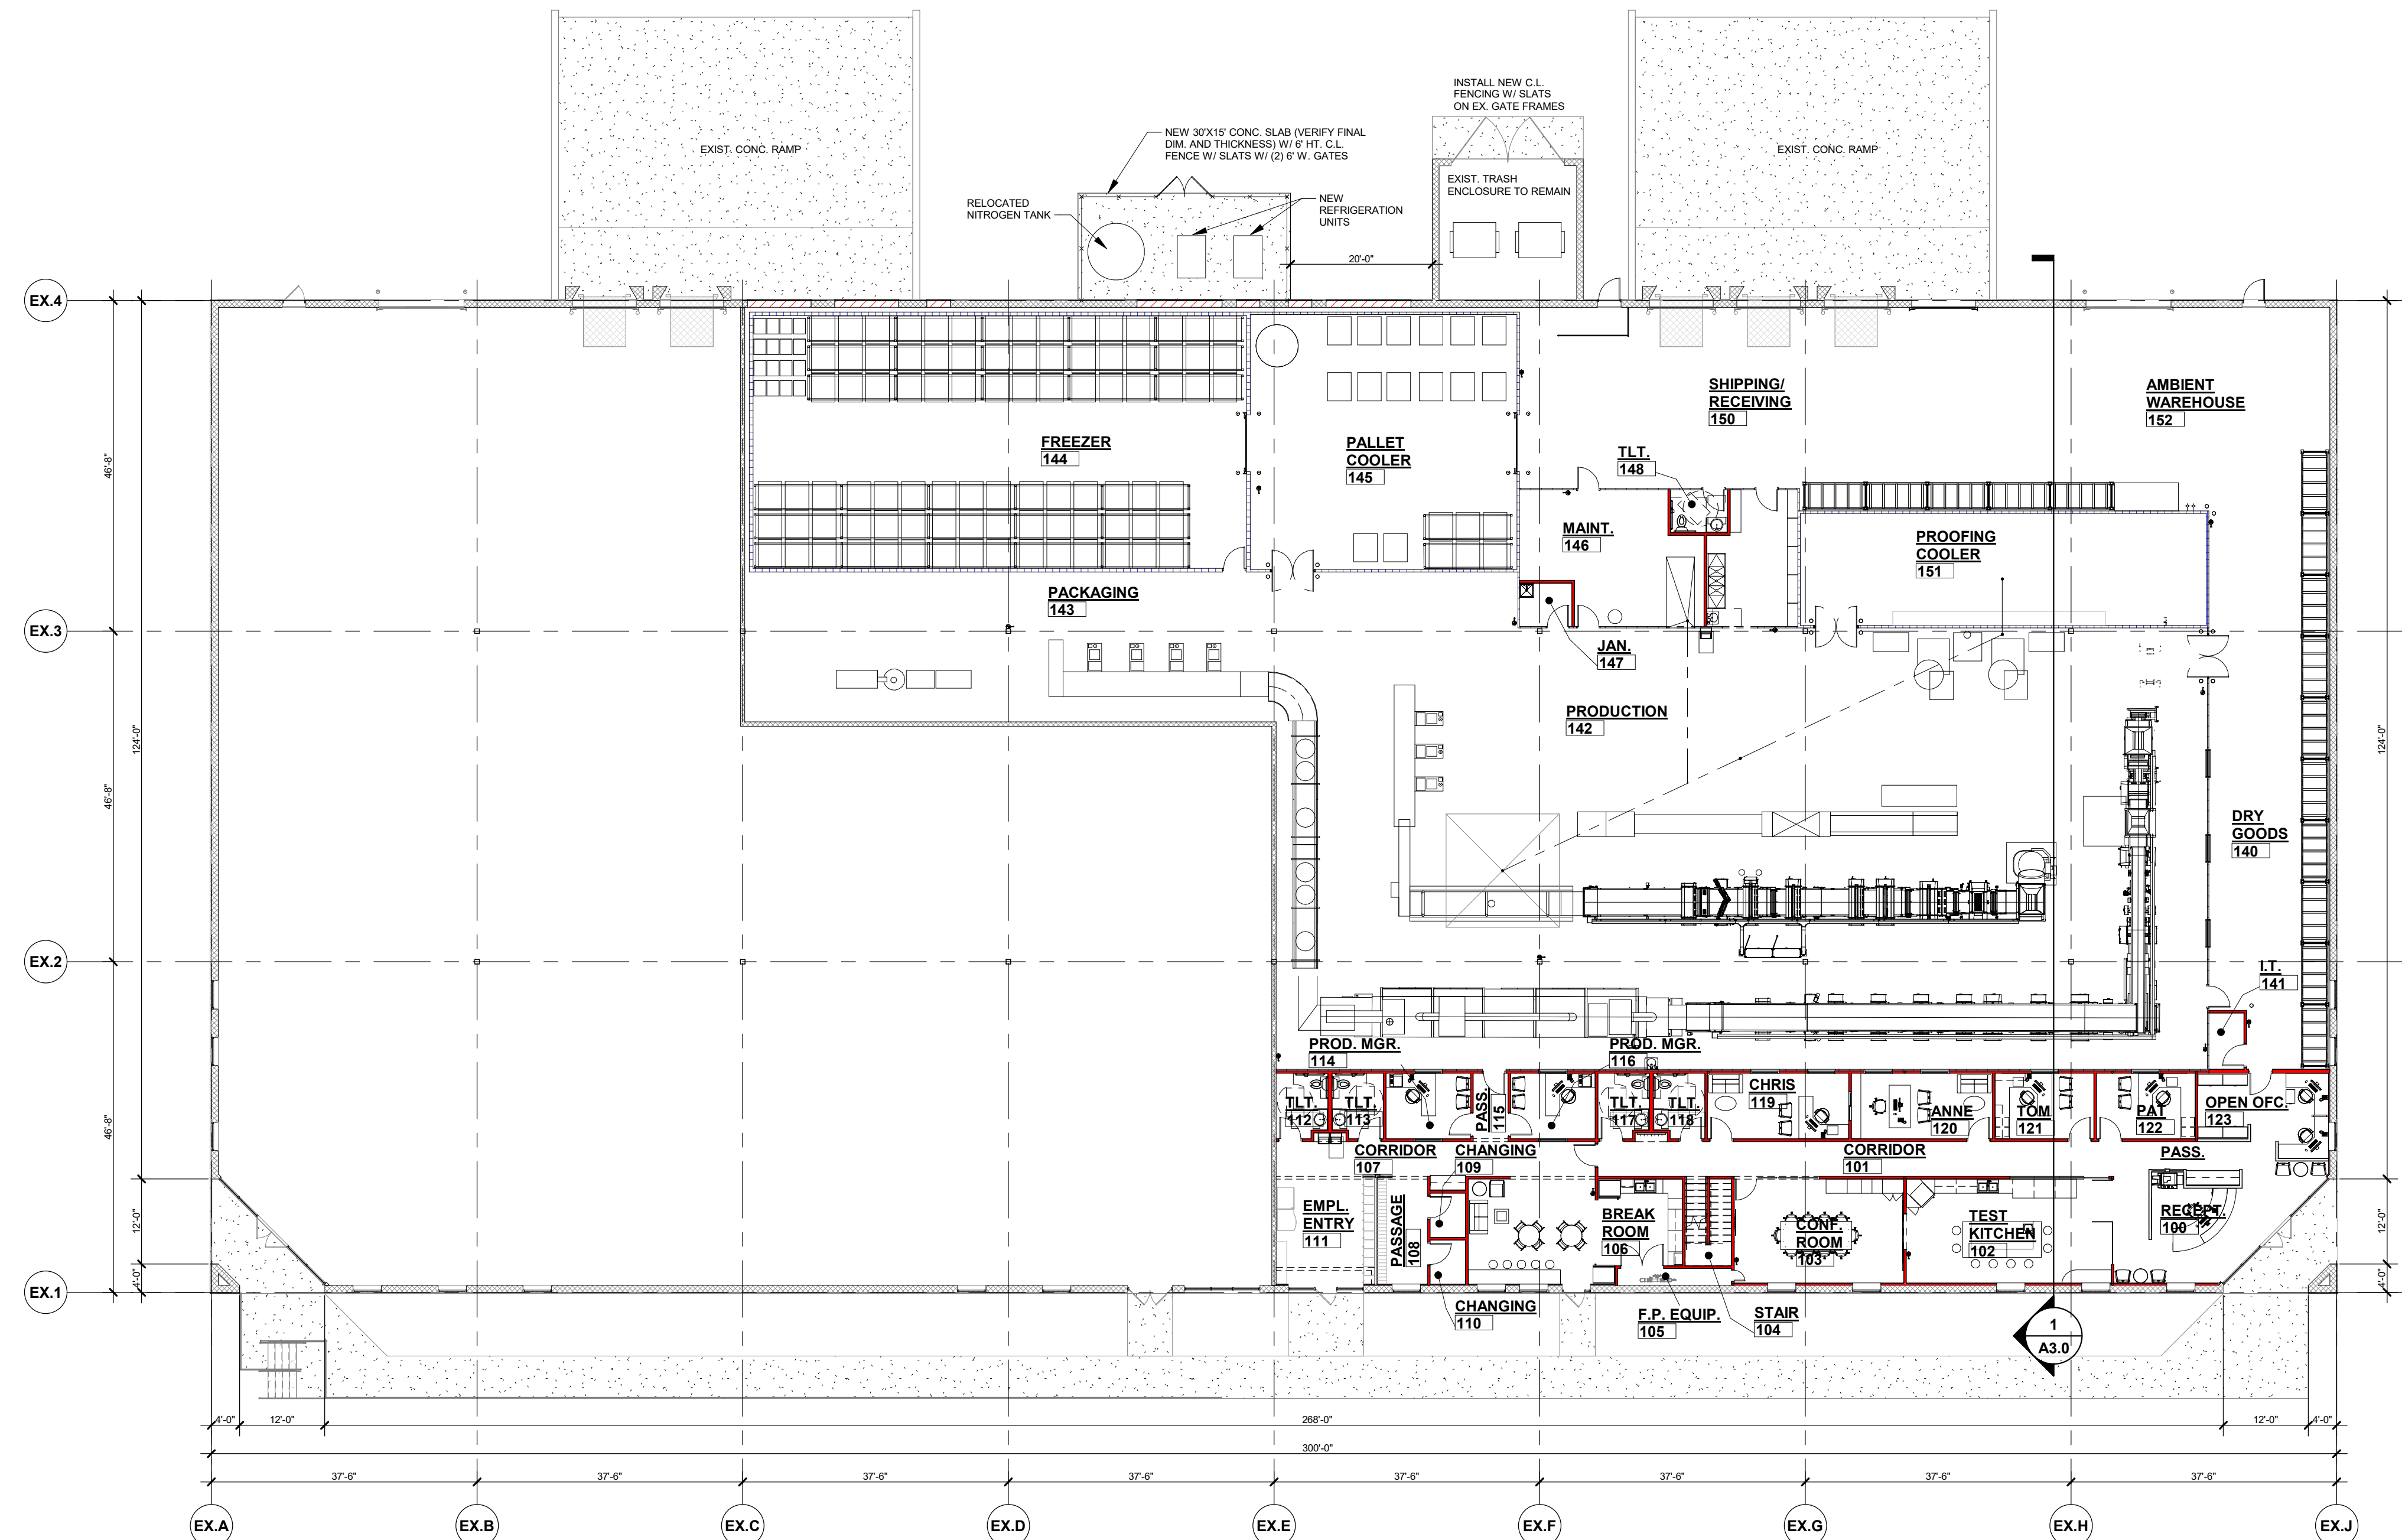 INSTALL NEW C.L.
FENCING W/ SLATS
ON EX. GATE FRAMES
NEW 30'X15' CONC. SLAB (VERIFY FINAL
DIM. AND THICKNESS) W/ 6' HT. C.L.
FENCE W/ SLATS W/ (2) 6' W. GATES
EXIST. CONC. RAMP
EXIST. CONC. RAMP
EXIST. TRASH
ENCLOSURE TO REMAIN
RELOCATED
NITROGEN TANK
NEW
REFRIGERATION
UNITS
20'-0"
EX.4
SHIPPING/
RECEIVING
150
AMBIENT
WAREHOUSE
152
FREEZER
144
PALLET
COOLER
145
TLT.
148
46'-8"
MAINT.
146
PROOFING
COOLER
151
PACKAGING
143
EX.3
JAN.
147
PRODUCTION
142
124'-0"
124'-0"
46'-8"
DRY
GOODS
140
EX.2
I.T.
141
PROD. MGR.
114
PROD. MGR.
116
TLT.
112
TLT.
113
PASS.
115
TLT.
117
TLT.
118
CHRIS
119
ANNE
120
TOM
121
PAT
122
OPEN OFC.
123
46'-8"
CORRIDOR
107
CHANGING
109
CORRIDOR
101
PASS.
EMPL.
ENTRY
111
PASSAGE
108
BREAK
ROOM
106
CONF.
ROOM
103
TEST
KITCHEN
102
RECEPT.
100
12'-0"
12'-0"
4'-0"
4'-0"
EX.1
CHANGING
110
F.P. EQUIP.
105
STAIR
104
1
A3.0
4'-0"
12'-0"
268'-0"
12'-0"
4'-0"
300'-0"
37'-6"
37'-6"
37'-6"
37'-6"
37'-6"
37'-6"
37'-6"
37'-6"
EX.A
EX.B
EX.C
EX.D
EX.E
EX.F
EX.G
EX.H
EX.J